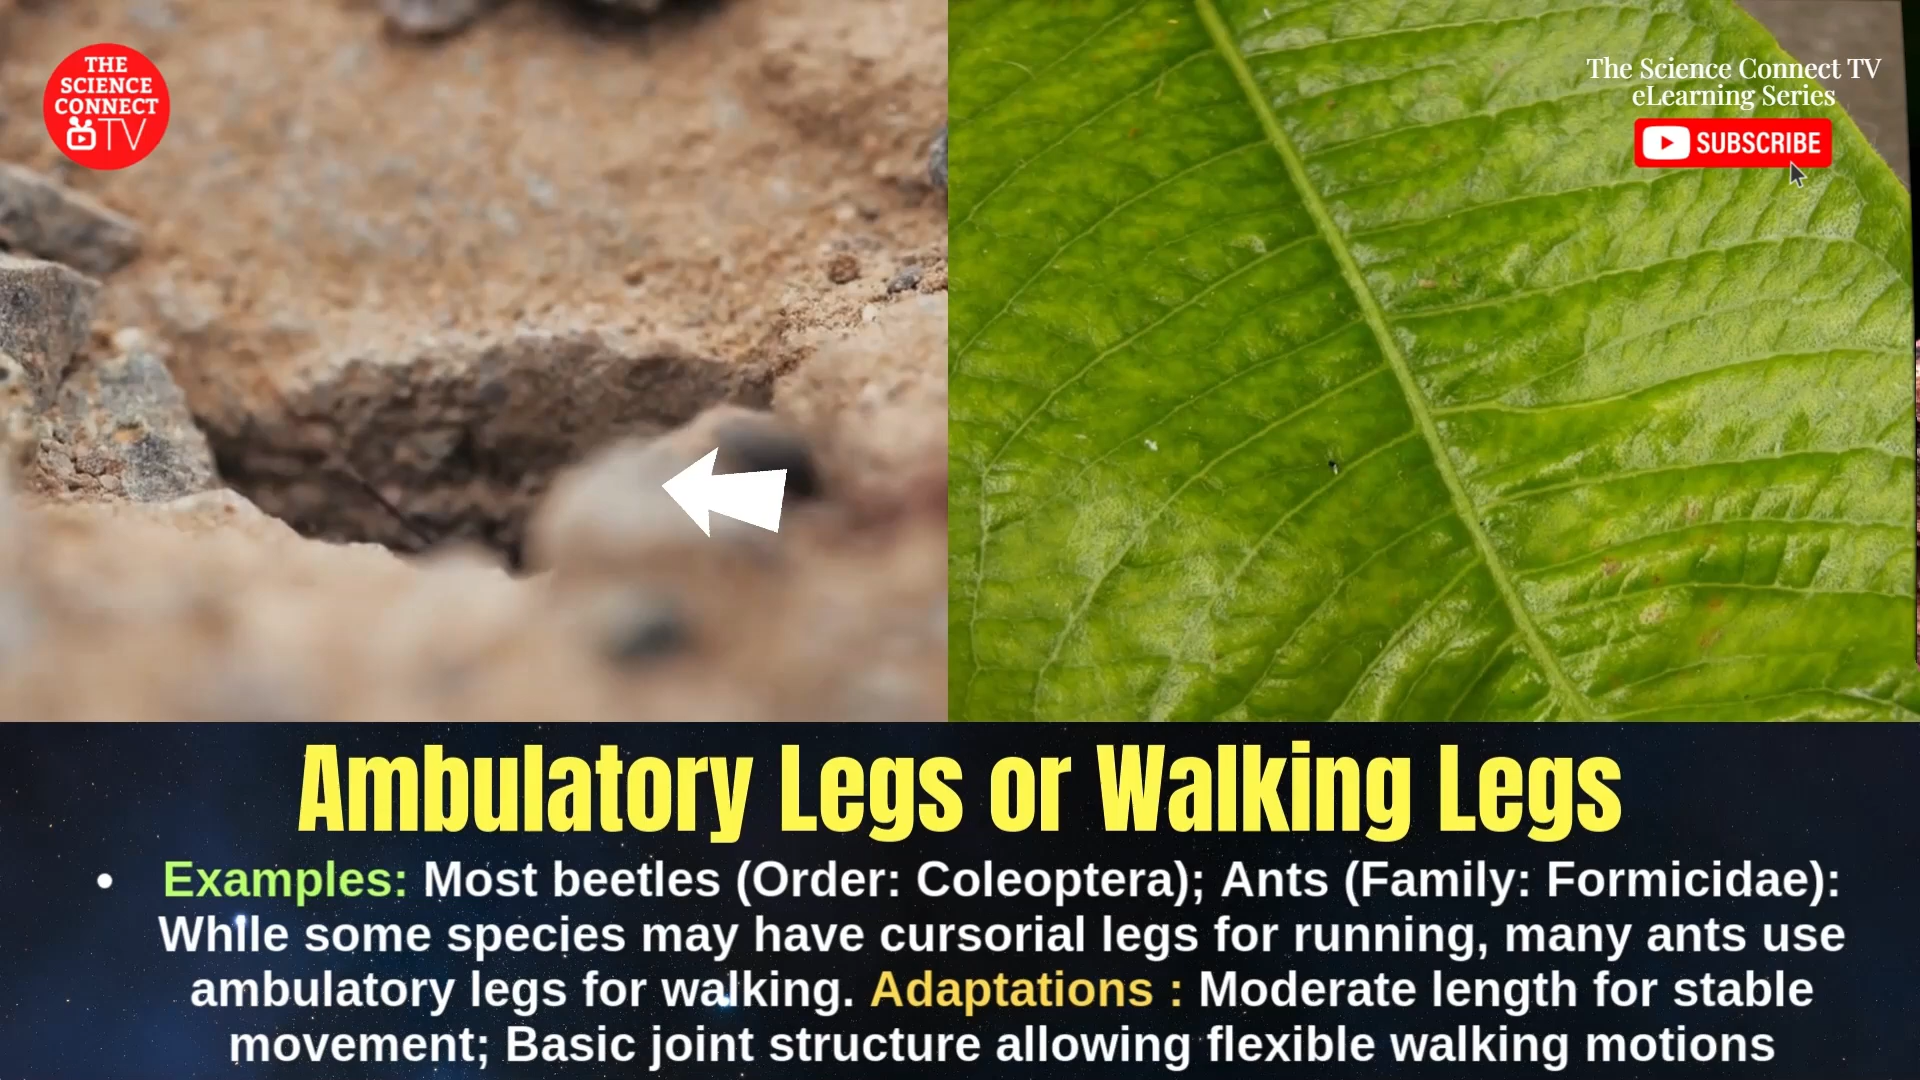 THE
SCIENCE
CONNECT
TV
The Science Connect TV
eLearning Series
SUBSCRIBE
Ambulatory Legs or Walking Legs
• Examples: Most beetles (Order: Coleoptera); Ants (Family: Formicidae):
While some species may have cursorial legs for running, many ants use
ambulatory legs for walking. Adaptations : Moderate length for stable
movement; Basic joint structure allowing flexible walking motions